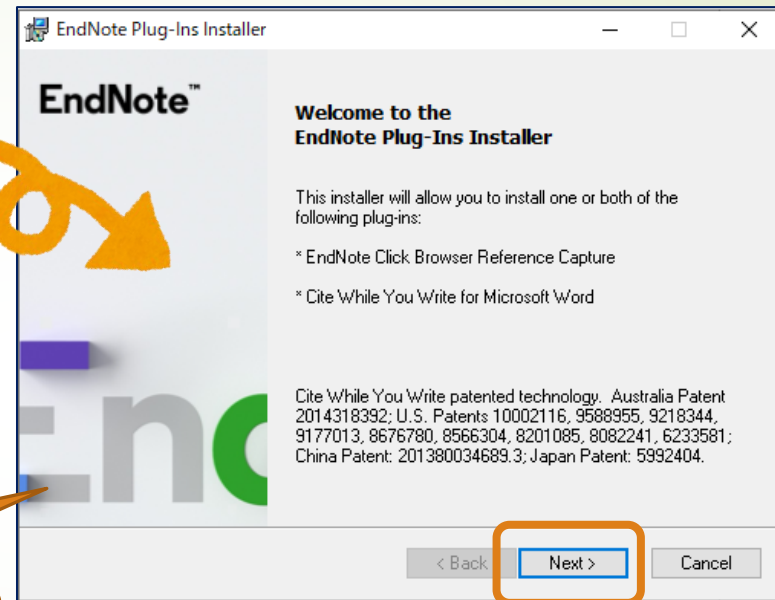 EndNote Plug-Ins Installer
EndNote™
Welcome to the
EndNote Plug-Ins Installer
This installer will allow you to install one or both of the
following plug-ins:
* EndNote Click Browser Reference Capture
* Cite While You Write for Microsoft Word
Cite While You Write patented technology. Australia Patent
2014318392; U.S. Patents 10002116, 9588955, 9218344,
9177013, 8676780, 8566304, 8201085, 8082241, 6233581;
China Patent: 201380034689.3; Japan Patent: 5992404.
En
< Back Next > Cancel